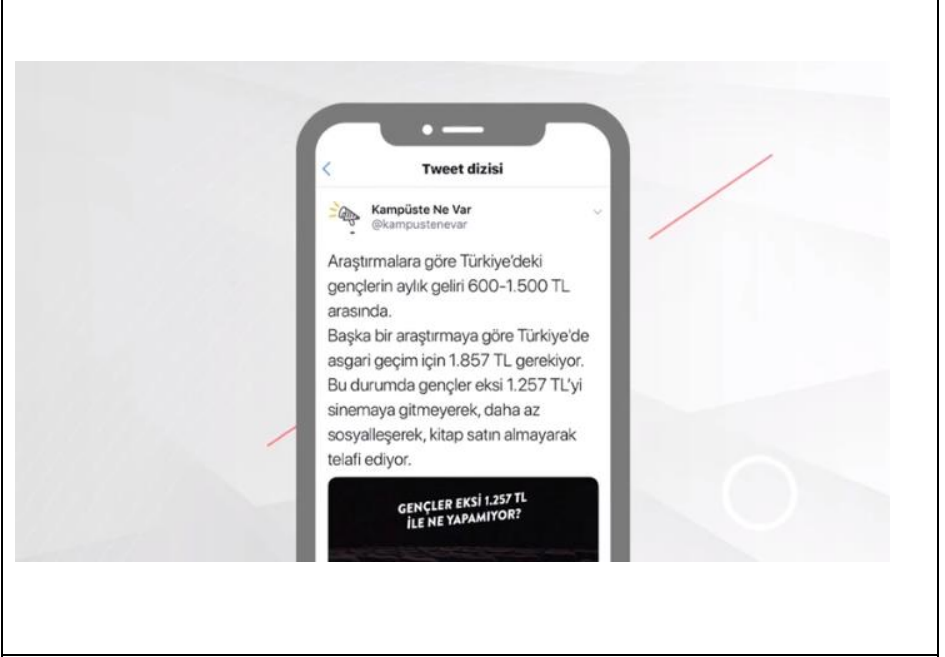 Tweet dizisi
Kampüste Ne Var
@kampustenevar
Araştırmalara göre Türkiye'deki
gençlerin aylık geliri 600-1.500 TL
arasında.
Başka bir araştırmaya göre Türkiye'de
asgari geçim için 1.857 TL gerekiyor.
Bu durumda gençler eksi 1.257 TL'yi
sinemaya gitmeyerek, daha az
sosyalleşerek, kitap satın almayarak
telafi ediyor.
GENÇLER EKSİ 1.257 TL
İLE NE YAPAMIYOR?